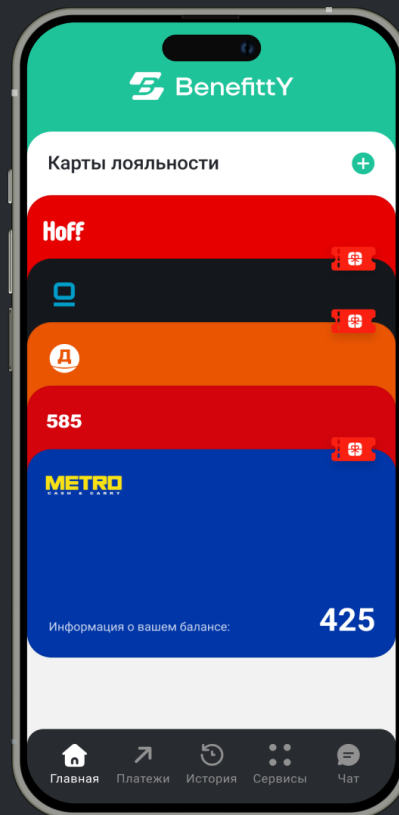 BenefittY
Карты лояльности
Hoff
Д
585
METRO
CASH & CARRY
Информация о вашем балансе:
425
Главная Платежи История Сервисы Чат